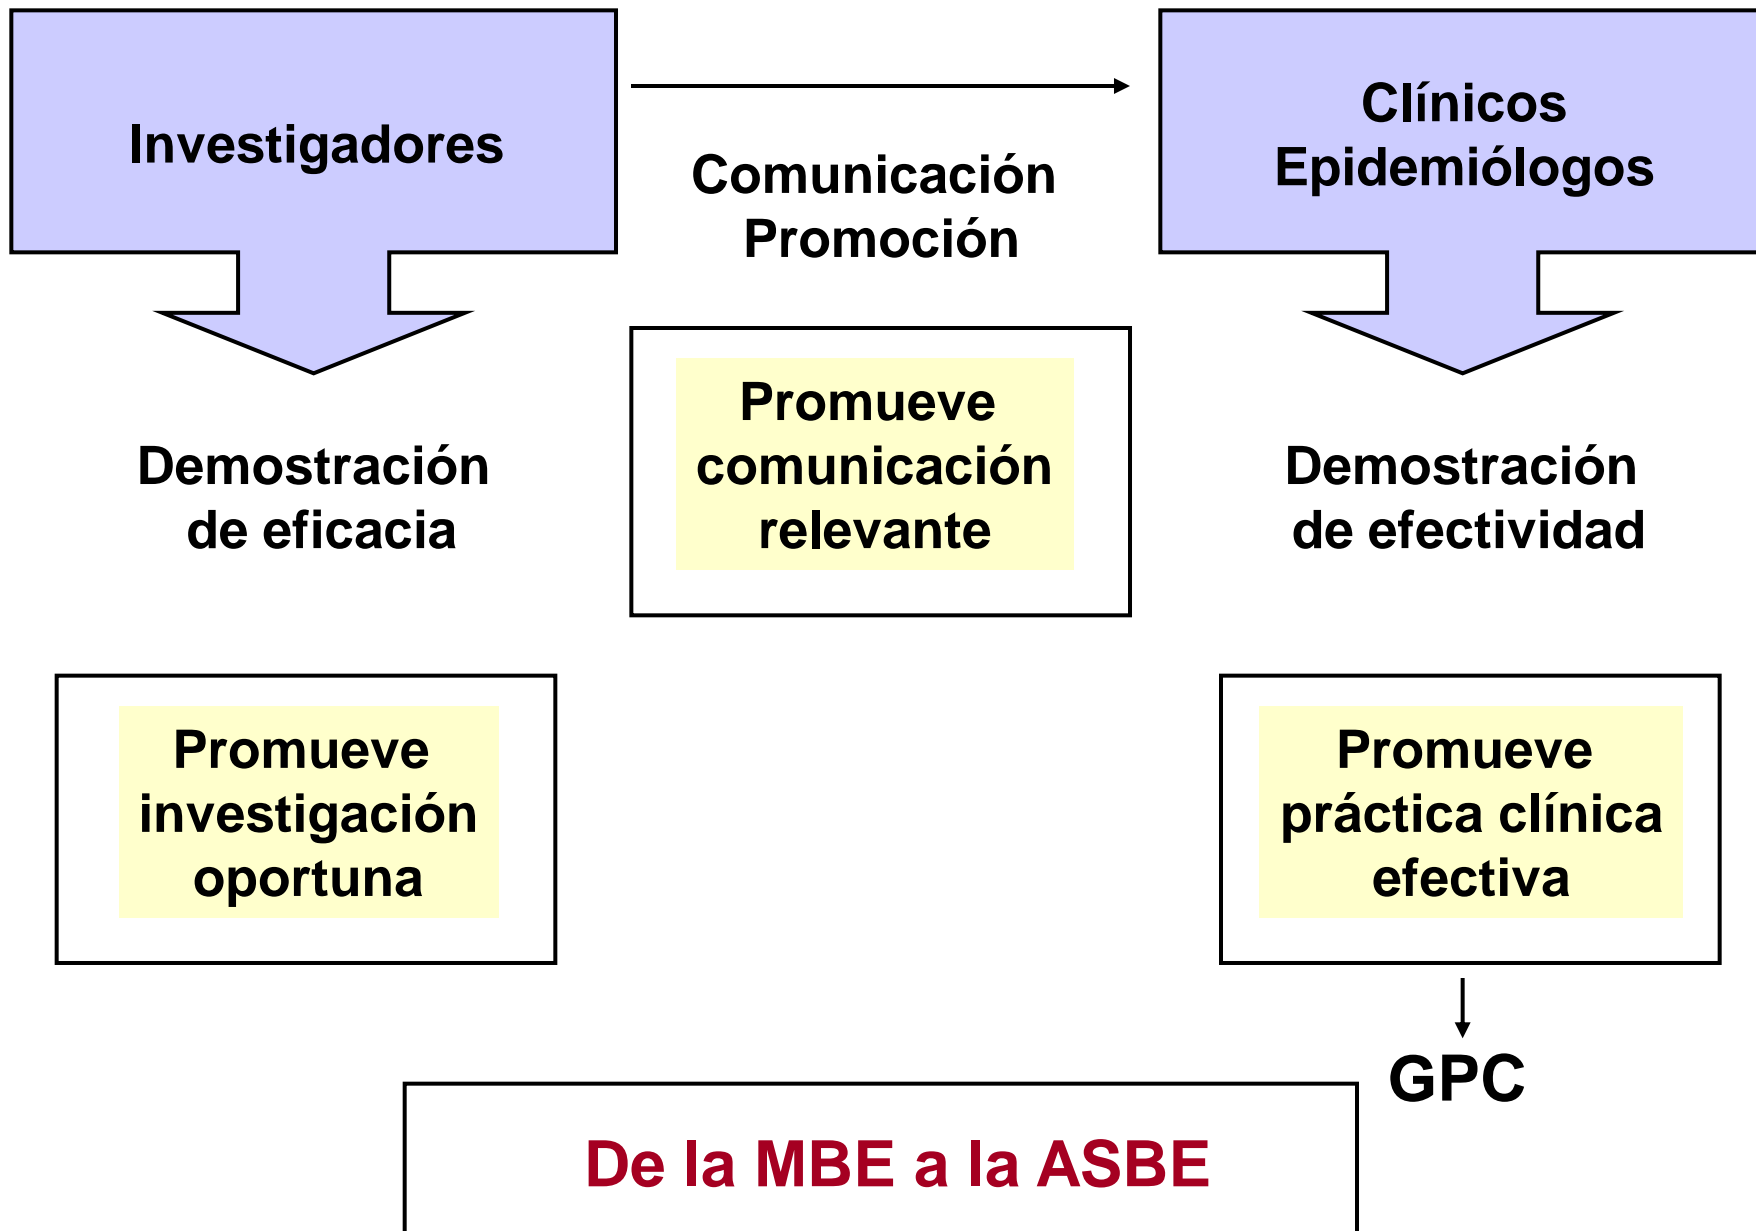 Investigadores
Comunicación
Promoción
Clínicos
Epidemiólogos
Demostración
de eficacia
Promueve
comunicación
relevante
Demostración
de efectividad
Promueve
investigación
oportuna
Promueve
práctica clínica
efectiva
GPC
De la MBE a la ASBE